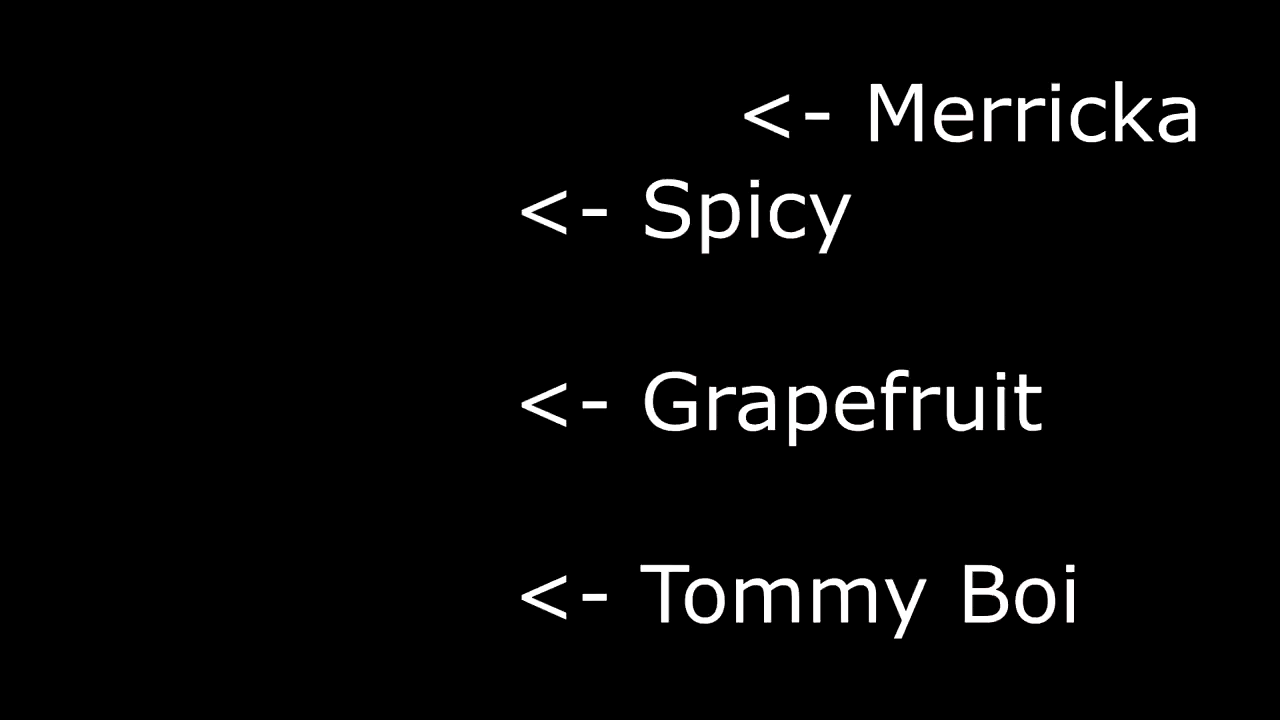 <- Merricka
<- Spicy
<- Grapefruit
<- Tommy Boi